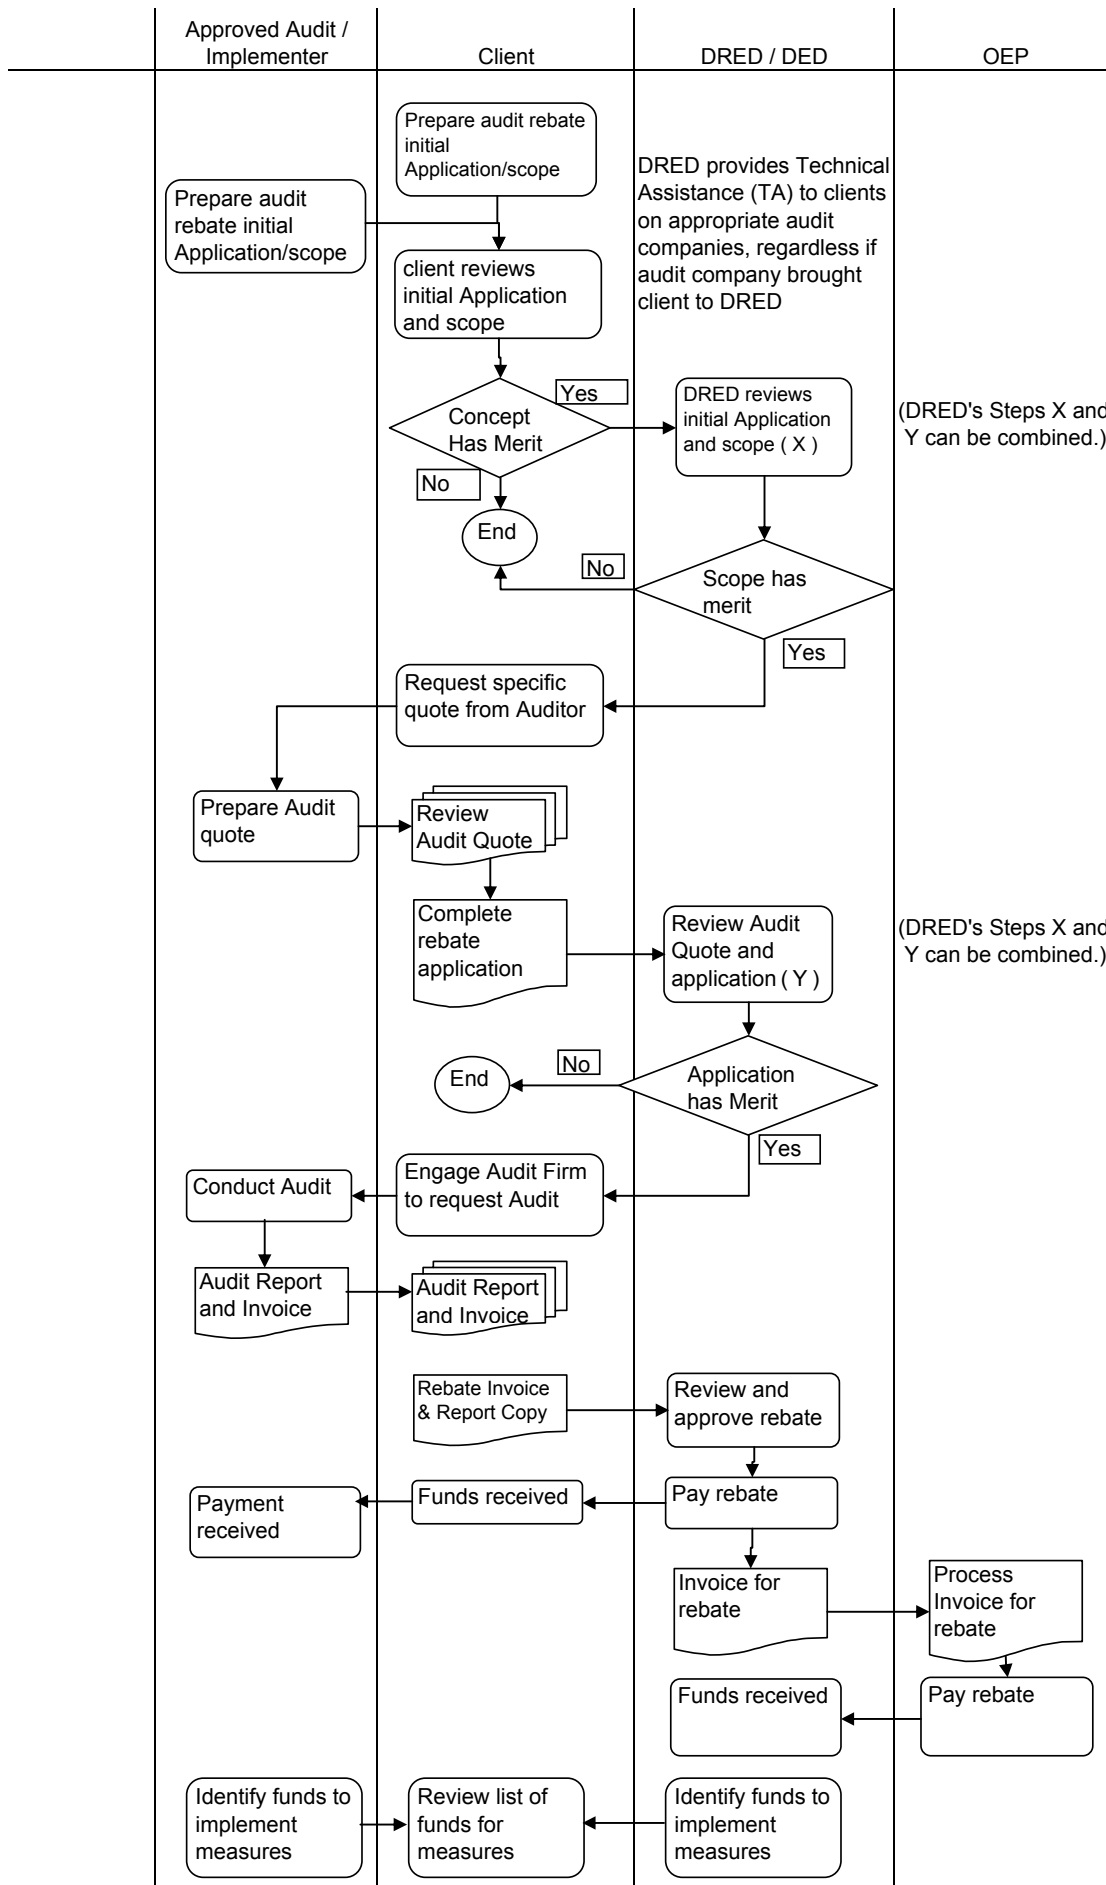 Approved Audit /
Implementer
Client
DRED / DED
OEP
Prepare audit rebate
initial
Application/scope
Prepare audit
rebate initial
Application/scope
DRED provides Technical
Assistance (TA) to clients
on appropriate audit
companies, regardless if
audit company brought
client to DRED
client reviews
initial Application
and scope
Yes
Concept
Has Merit
DRED reviews
initial Application
and scope ( X )
(DRED's Steps X and
Y can be combined.)
No
End
No
Scope has
merit
Yes
Request specific
quote from Auditor
Prepare Audit
quote
Review
Audit Quote
Complete
rebate
application
Review Audit
Quote and
application ( Y )
(DRED's Steps X and
Y can be combined.)
End
No
Application
has Merit
Yes
Conduct Audit
Engage Audit Firm
to request Audit
Audit Report
and Invoice
Audit Report
and Invoice
Rebate Invoice
& Report Copy
Review and
approve rebate
Payment
received
Funds received
Pay rebate
Invoice for
rebate
Process
Invoice for
rebate
Funds received
Pay rebate
Identify funds to
implement
measures
Review list of
funds for
measures
Identify funds to
implement
measures